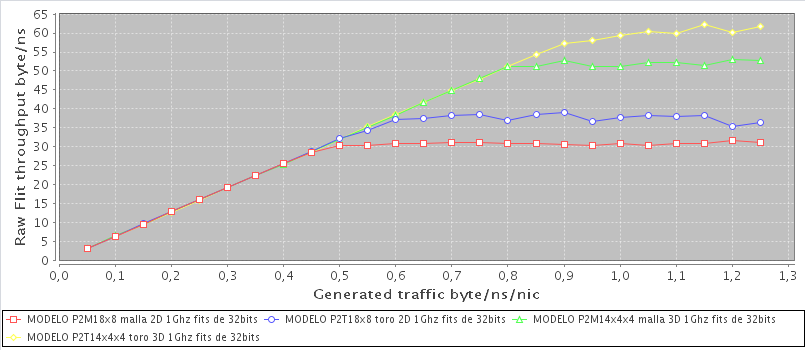 65
60
55
50
45
40
35
30
25
20
15
10
5
0
Raw Flit throughput byte/ns
0,0 0,1 0,2 0,3 0,4 0,5 0,6 0,7 0,8 0,9 1,0 1,1 1,2 1,3
Generated traffic byte/ns/nic
MODELO P2M18x8 malla 2D 1Ghz fits de 32bits MODELO P2T18x8 toro 2D 1Ghz fits de 32bits MODELO P2M14x4x4 malla 3D 1Ghz fits de 32bits
MODELO P2T14x4x4 toro 3D 1Ghz fits de 32bits